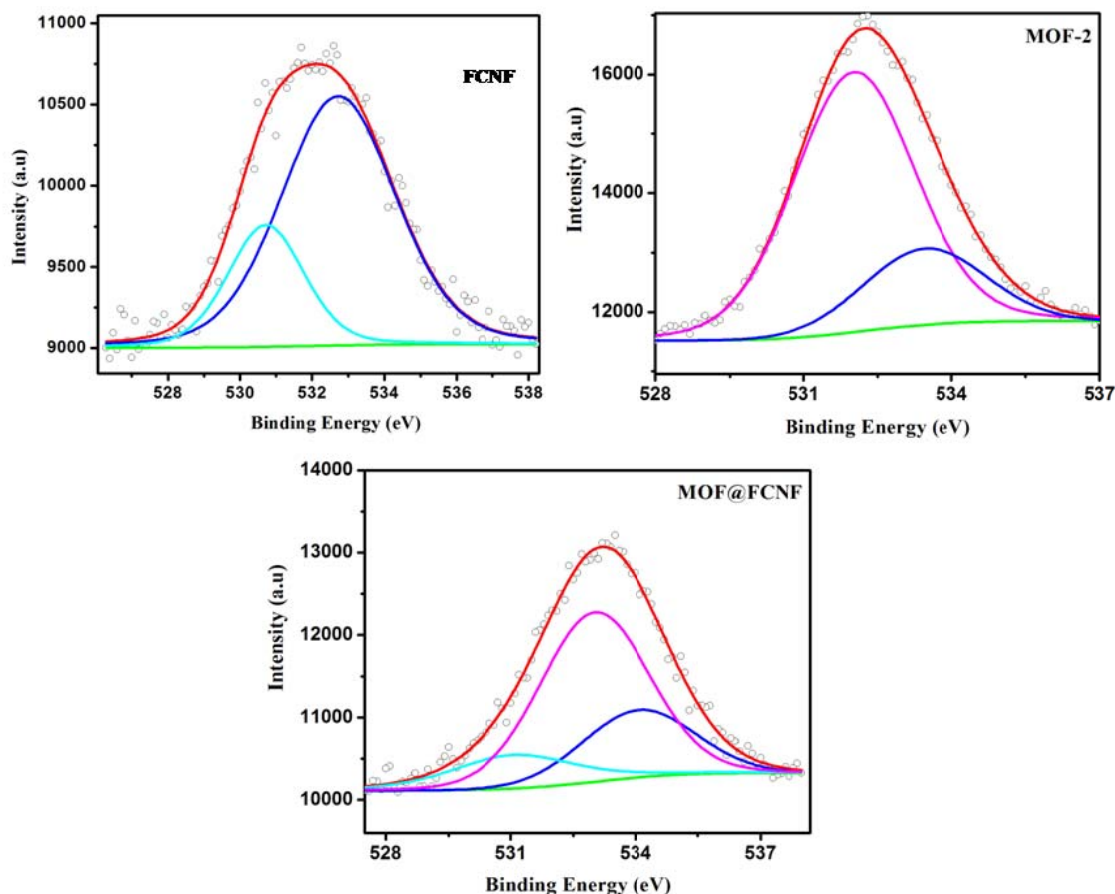 FCNF
Intensity (a.u)
11000
10500
10000
9500
9000
528 530 532 534 536 538
Binding Energy (eV)
MOF-2
Intensity (a.u)
16000
14000
12000
528 531 534 537
Binding Energy (eV)
MOF@FCNF
Intensity (a.u)
14000
13000
12000
11000
10000
528 531 534 537
Binding Energy (eV)